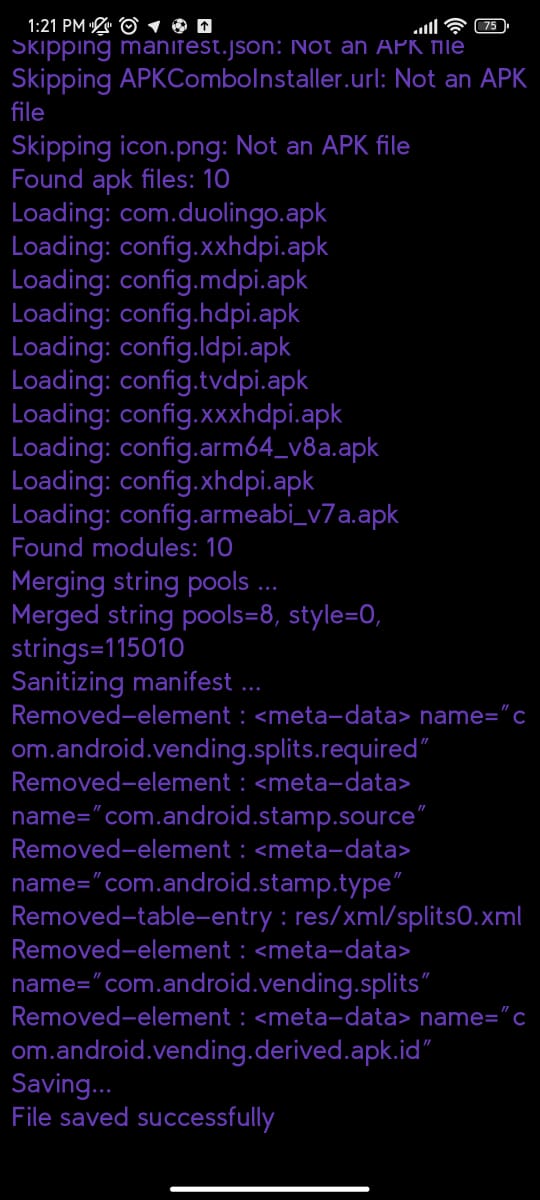 1:21 PM
75
Skipping manifest.json: Not an APK file
Skipping APKComboInstaller.url: Not an APK
file
Skipping icon.png: Not an APK file
Found apk files: 10
Loading: com.duolingo.apk
Loading: config.xxhdpi.apk
Loading: config.mdpi.apk
Loading: config.hdpi.apk
Loading: config.ldpi.apk
Loading: config.tvdpi.apk
Loading: config.xxxhdpi.apk
Loading: config.arm64_v8a.apk
Loading: config.xhdpi.apk
Loading: config.armeabi_v7a.apk
Found modules: 10
Merging string pools ...
Merged string pools=8, style=0,
strings=115010
Sanitizing manifest ...
Removed-element : <meta-data> name="c
om.android.vending.splits.required"
Removed-element : <meta-data>
name="com.android.stamp.source"
Removed-element : <meta-data>
name="com.android.stamp.type"
Removed-table-entry : res/xml/splits0.xml
Removed-element : <meta-data>
name="com.android.vending.splits"
Removed-element : <meta-data> name="c
om.android.vending.derived.apk.id"
Saving...
File saved successfully